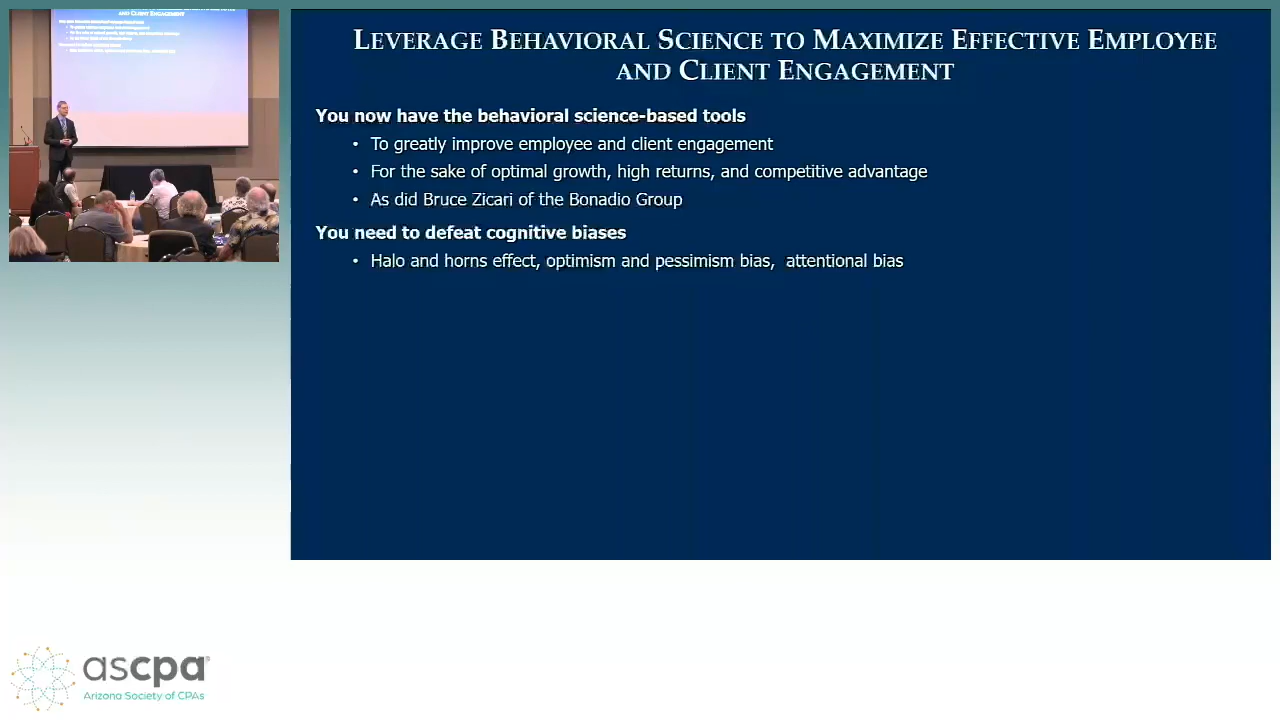 LEVERAGE BEHAVIORAL SCIENCE TO MAXIMIZE EFFECTIVE EMPLOYEE
AND CLIENT ENGAGEMENT
You now have the behavioral science-based tools
• To greatly improve employee and client engagement
• For the sake of optimal growth, high returns, and competitive advantage
• As did Bruce Zicari of the Bonadio Group
You need to defeat cognitive biases
• Halo and horns effect, optimism and pessimism bias,  attentional bias
ascpa®
Arizona Society of CPAs